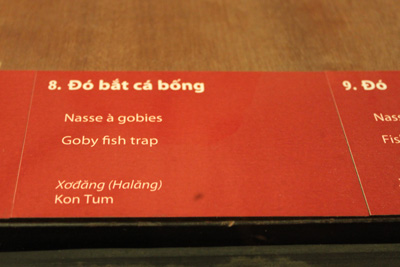 8. Đó bắt cá bống
Nasse à gobies
Goby fish trap
Xơđăng (Halăng)
Kon Tum
9. Đó